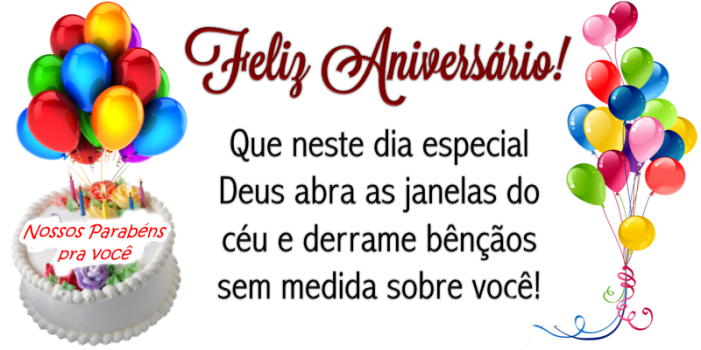 Feliz Aniversário!
Que neste dia especial
Deus abra as janelas do
céu e derrame bênçãos
sem medida sobre você!
Nossos Parabéns
pra você